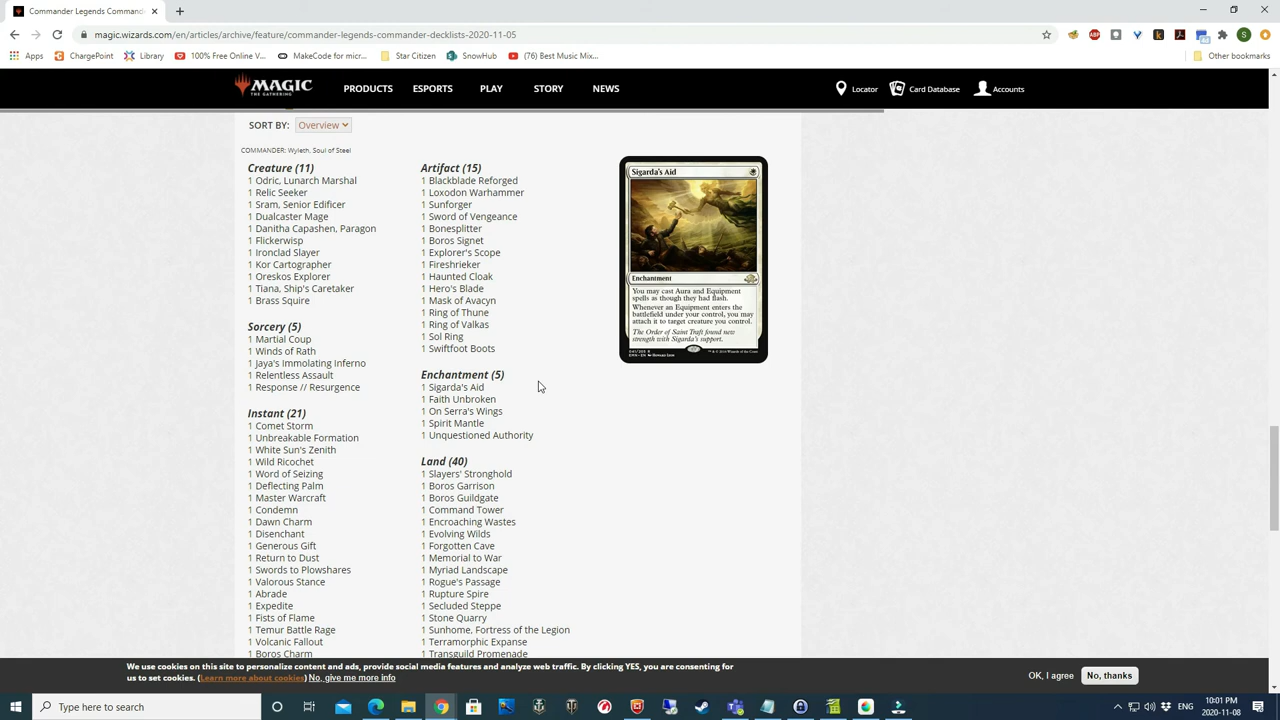 Commander Legends Command
magic.wizards.com/en/articles/archive/feature/commander-legends-commander-decklists-2020-11-05
Apps ChargePoint Library 100% Free Online V... MakeCode for micr... Star Citizen SnowHub (76) Best Music Mix... Other bookmarks
MAGIC THE GATHERING PRODUCTS ESPORTS PLAY STORY NEWS Locator Card Database Accounts
SORT BY: Overview
COMMANDER: Wyleth, Soul of Steel
Creature (11)
1 Odric, Lunarch Marshal
1 Relic Seeker
1 Sram, Senior Edificer
1 Dualcaster Mage
1 Danitha Capashen, Paragon
1 Flickerwisp
1 Ironclad Slayer
1 Kor Cartographer
1 Oreskos Explorer
1 Tiana, Ship's Caretaker
1 Brass Squire
Sorcery (5)
1 Martial Coup
1 Winds of Rath
1 Jaya's Immolating Inferno
1 Relentless Assault
1 Response // Resurgence
Instant (21)
1 Comet Storm
1 Unbreakable Formation
1 White Sun's Zenith
1 Wild Ricochet
1 Word of Seizing
1 Deflecting Palm
1 Master Warcraft
1 Condemn
1 Dawn Charm
1 Disenchant
1 Generous Gift
1 Return to Dust
1 Swords to Plowshares
1 Valorous Stance
1 Abrade
1 Expedite
1 Fists of Flame
1 Temur Battle Rage
1 Volcanic Fallout
1 Boros Charm
Artifact (15)
1 Blackblade Reforged
1 Loxodon Warhammer
1 Sunforger
1 Sword of Vengeance
1 Bonesplitter
1 Boros Signet
1 Explorer's Scope
1 Fireshrieker
1 Haunted Cloak
1 Hero's Blade
1 Mask of Avacyn
1 Ring of Thune
1 Ring of Valkas
1 Sol Ring
1 Swiftfoot Boots
Enchantment (5)
1 Sigarda's Aid
1 Faith Unbroken
1 On Serra's Wings
1 Spirit Mantle
1 Unquestioned Authority
Land (40)
1 Slayers' Stronghold
1 Boros Garrison
1 Boros Guildgate
1 Command Tower
1 Encroaching Wastes
1 Evolving Wilds
1 Forgotten Cave
1 Memorial to War
1 Myriad Landscape
1 Rogue's Passage
1 Rupture Spire
1 Secluded Steppe
1 Stone Quarry
1 Sunhome, Fortress of the Legion
1 Terramorphic Expanse
1 Transguild Promenade
Sigarda's Aid
Enchantment
You may cast Aura and Equipment
spells as though they had flash.
Whenever an Equipment enters the
battlefield under your control, you may
attach it to target creature you control.
The Order of Saint Traft found new
strength with Sigarda's support.
We use cookies on this site to personalize content and ads, provide social media features and analyze web traffic. By clicking YES, you are consenting for
us to set cookies. (Learn more about cookies) No, give me more info
OK, I agree
No, thanks
Type here to search
ENG
10:01 PM
2020-11-08